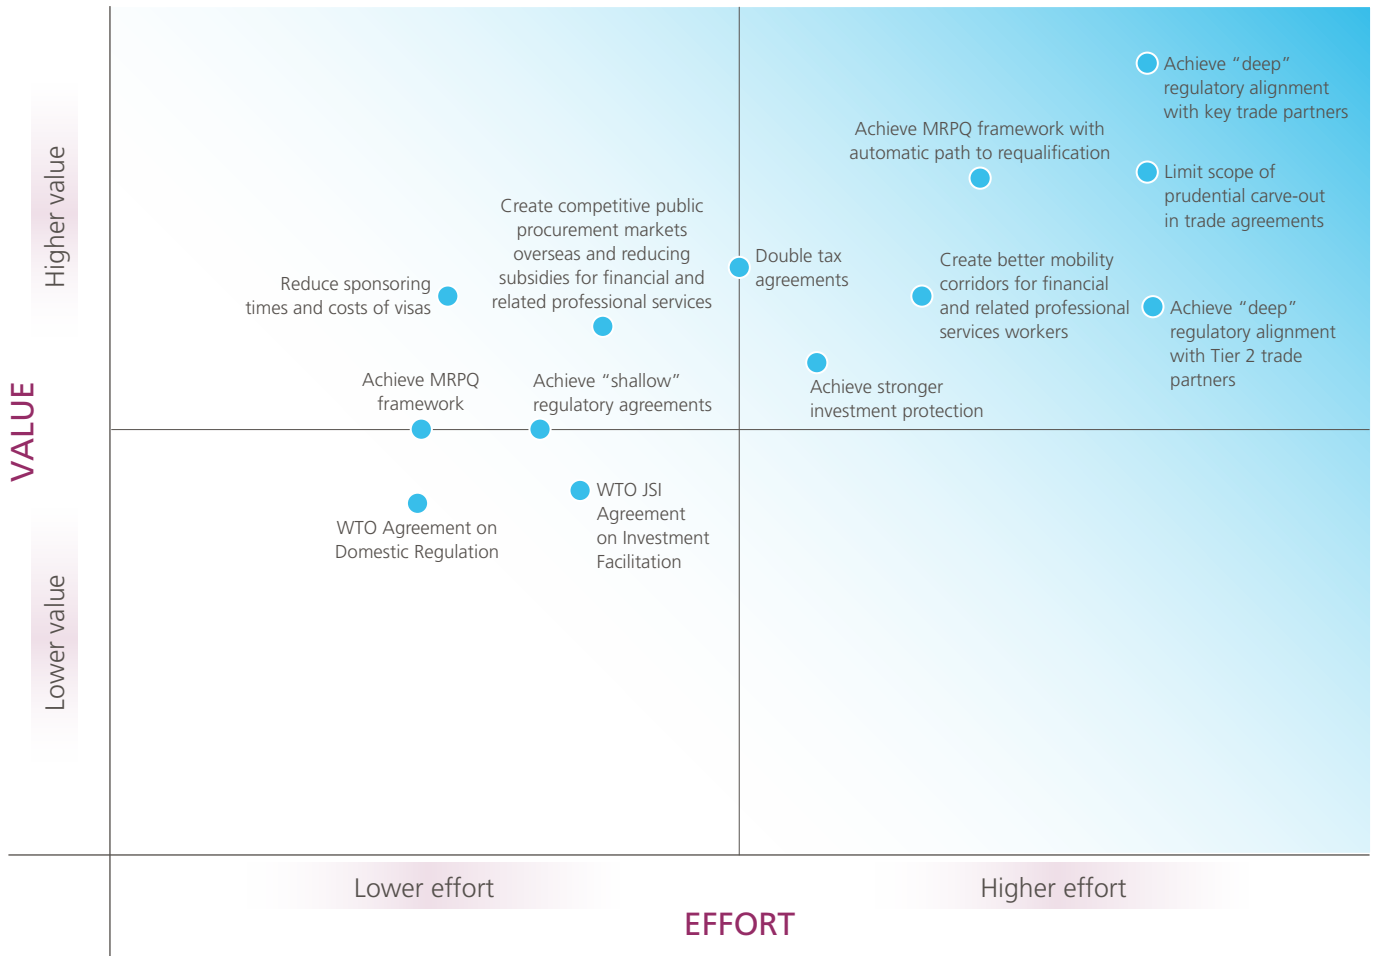 Achieve “deep”
regulatory alignment
with key trade partners
Achieve MRPQ framework with
automatic path to requalification
Limit scope of
prudential carve-out
in trade agreements
Create competitive public
procurement markets
overseas and reducing
subsidies for financial and
related professional services
Double tax
agreements
Create better mobility
corridors for financial
and related professional
services workers
Reduce sponsoring
times and costs of visas
Achieve “deep”
regulatory alignment
with Tier 2 trade
partners
Achieve MRPQ
framework
Achieve “shallow”
regulatory agreements
Achieve stronger
investment protection
WTO JSI
Agreement
on Investment
Facilitation
WTO Agreement on
Domestic Regulation
Higher value
VALUE
Lower value
Lower effort
Higher effort
EFFORT